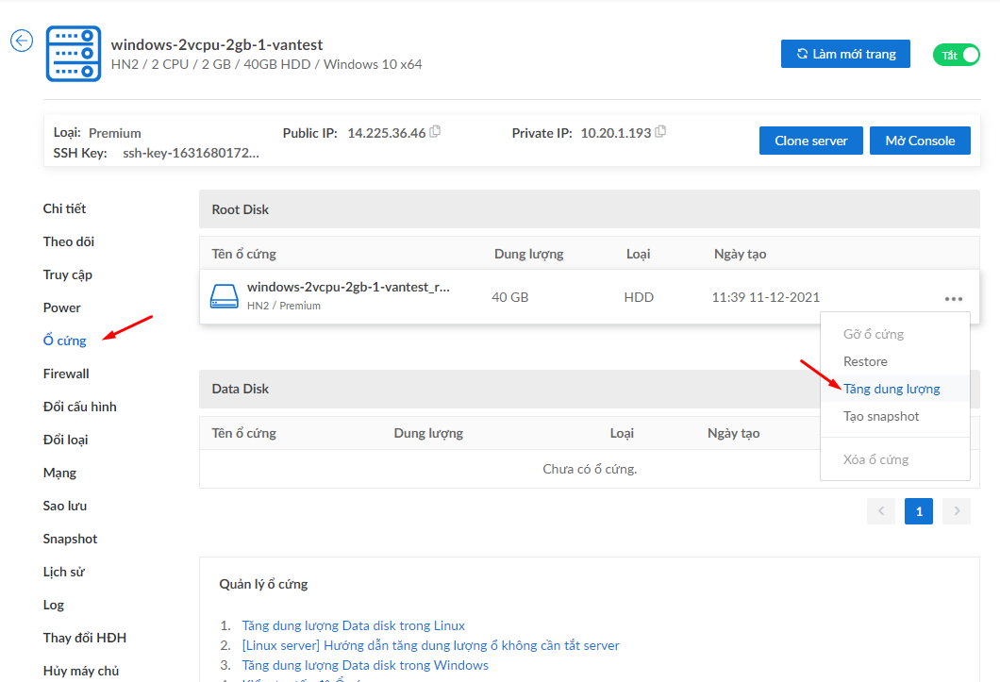 windows-2vcpu-2gb-1-vantest
HN2 / 2 CPU / 2 GB / 40GB HDD / Windows 10 x64
Làm mới trang
Tắt
Loại: Premium
Public IP: 14.225.36.46
Private IP: 10.20.1.193
SSH Key: ssh-key-1631680172...
Clone server
Mở Console
Chi tiết
Theo dõi
Truy cập
Power
Ổ cứng
Firewall
Đổi cấu hình
Đổi loại
Mạng
Sao lưu
Snapshot
Lịch sử
Log
Thay đổi HĐH
Hủy máy chủ
Root Disk
Tên ổ cứng Dung lượng Loại Ngày tạo
windows-2vcpu-2gb-1-vantest_r... 40 GB HDD 11:39 11-12-2021
HN2 / Premium
Gỡ ổ cứng
Restore
Tăng dung lượng
Tạo snapshot
Xóa ổ cứng
Data Disk
Tên ổ cứng Dung lượng Loại Ngày tạo
Chưa có ổ cứng.
< 1 >
Quản lý ổ cứng
1. Tăng dung lượng Data disk trong Linux
2. [Linux server] Hướng dẫn tăng dung lượng ổ không cần tắt server
3. Tăng dung lượng Data disk trong Windows